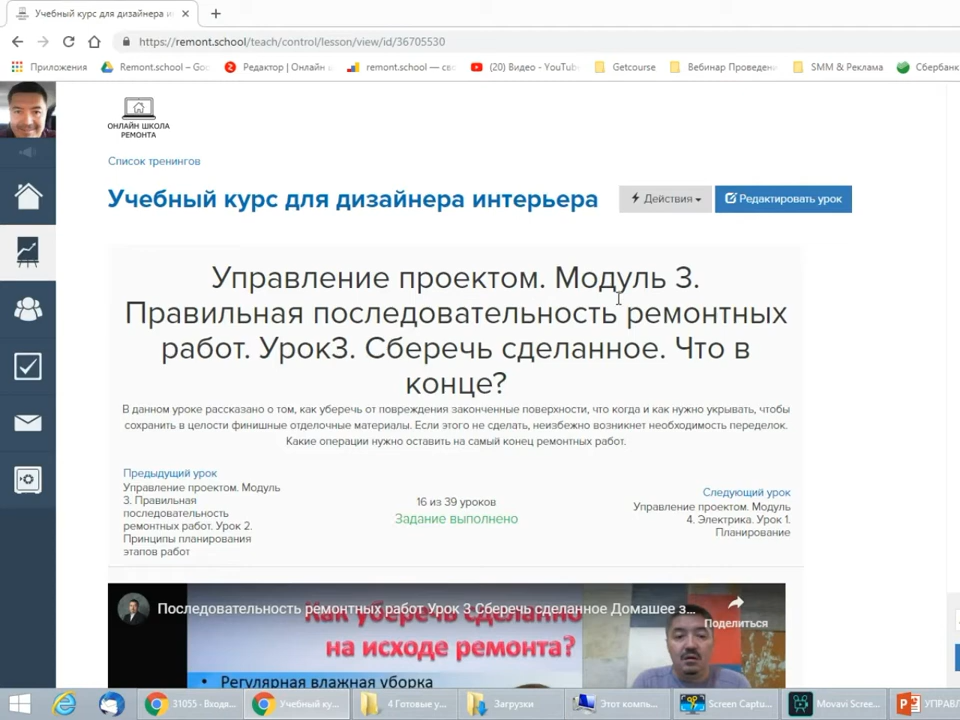 Учебный курс для дизайнера и
https://remont.school/teach/control/lesson/view/id/36705530
Приложения
Remont.school – Goo
Редактор | Онлайн ш
remont.school — сво
(20) Видео - YouTub
Getcourse
Вебинар Проведена
SMM & Реклама
Сбербанк
ОНЛАЙН ШКОЛА
РЕМОНТА
Список тренингов
Учебный курс для дизайнера интерьера
Действия
Редактировать урок
Управление проектом. Модуль 3.
Правильная последовательность ремонтных
работ. Урок3. Сберечь сделанное. Что в
конце?
В данном уроке рассказано о том, как уберечь от повреждения законченные поверхности, что когда и как нужно укрывать, чтобы
сохранить в целости финишные отделочные материалы. Если этого не сделать, неизбежно возникнет необходимость переделок.
Какие операции нужно оставить на самый конец ремонтных работ.
Предыдущий урок
Управление проектом. Модуль
3. Правильная
последовательность
ремонтных работ. Урок 2.
Принципы планирования
этапов работ
16 из 39 уроков
Задание выполнено
Следующий урок
Управление проектом. Модуль
4. Электрика. Урок 1.
Планирование
Последовательность ремонтных работ Урок 3 Сберечь сделанное Домашее з...
Поделиться
Как уберечь сделанно
на исходе ремонта?
• Регулярная влажная уборка
31055 - Входя...
Учебный ку...
4 Готовые у...
Загрузки
Этот компь...
Screen Captu...
Movavi Scree...
УПРАВЛ